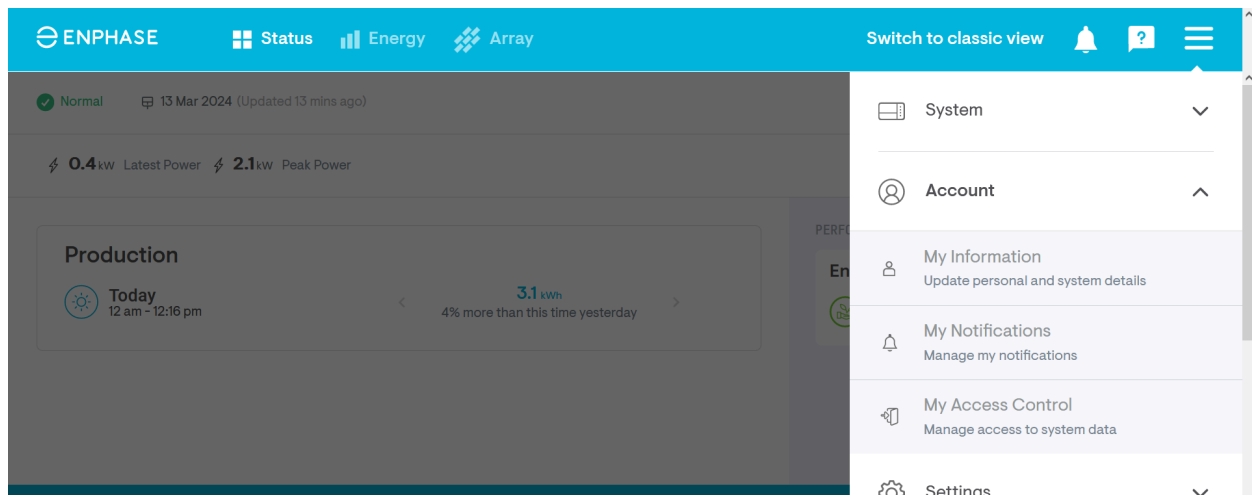 ENPHASE
Status
Energy
Array
Switch to classic view
?
Normal
13 Mar 2024 (Updated 13 mins ago)
0.4 kW Latest Power
2.1 kW Peak Power
Production
Today
12 am - 12:16 pm
3.1 kWh
4% more than this time yesterday
PERFO
En
System
Account
My Information
Update personal and system details
My Notifications
Manage my notifications
My Access Control
Manage access to system data
Settings